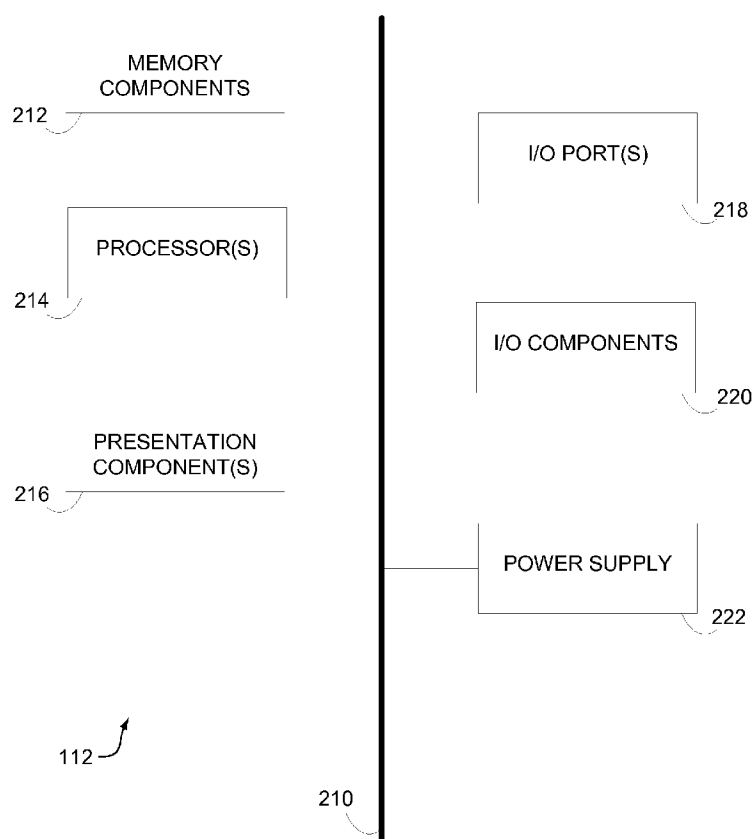 MEMORY
COMPONENTS
212
I/O PORT(S)
218
PROCESSOR(S)
214
I/O COMPONENTS
220
PRESENTATION
COMPONENT(S)
216
POWER SUPPLY
222
112
210